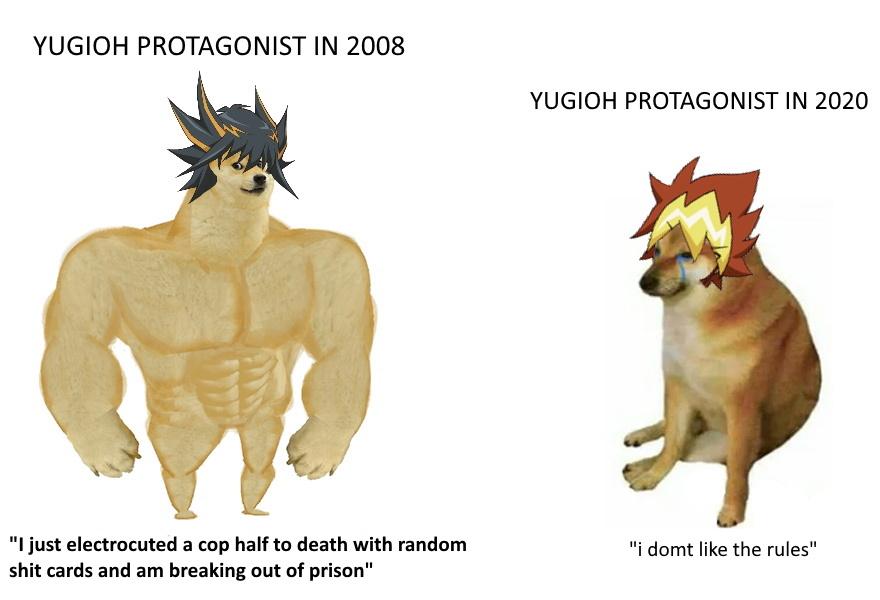 YUGIOH PROTAGONIST IN 2008
YUGIOH PROTAGONIST IN 2020
"I just electrocuted a cop half to death with random
shit cards and am breaking out of prison"
"i domt like the rules"